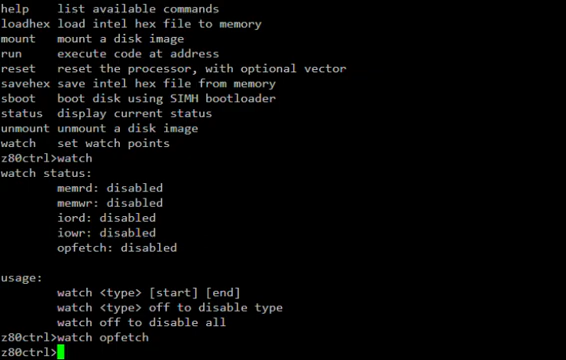 help    list available commands
loadhex load intel hex file to memory
mount   mount a disk image
run     execute code at address
reset   reset the processor, with optional vector
savehex save intel hex file from memory
sboot   boot disk using SIMH bootloader
status  display current status
unmount unmount a disk image
watch   set watch points
z80ctrl>watch
watch status:
        memrd: disabled
        memwr: disabled
        iord: disabled
        iowr: disabled
        opfetch: disabled
usage:
        watch <type> [start] [end]
        watch <type> off to disable type
        watch off to disable all
z80ctrl>watch opfetch
z80ctrl>